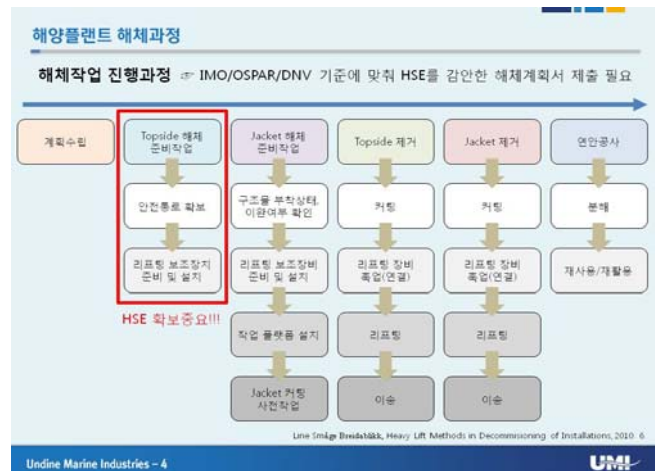 해양플랜트 해체과정
해체작업 진행과정 ☞ IMO/OSPAR/DNV 기준에 맞춰 HSE를 감안한 해체계획서 제출 필요
계획수립
Topside 해체
준비작업
Jacket 해체
준비작업
Topside 제거
Jacket 제거
연안공사
안전통로 확보
구조물 부착상태,
이완여부 확인
커팅
커팅
분해
리프팅 보조장치
준비 및 설치
리프팅 보조장비
준비 및 설치
리프팅 장비
훅업(연결)
리프팅 장비
훅업(연결)
재사용/재활용
HSE 확보중요!!!
작업 플랫폼 설치
리프팅
리프팅
Jacket 커팅
사전작업
이송
이송
Line Småge Breidablikk, Heavy Lift Methods in Decommisioning of Installations, 2010 6
Undine Marine Industries – 4
UMI